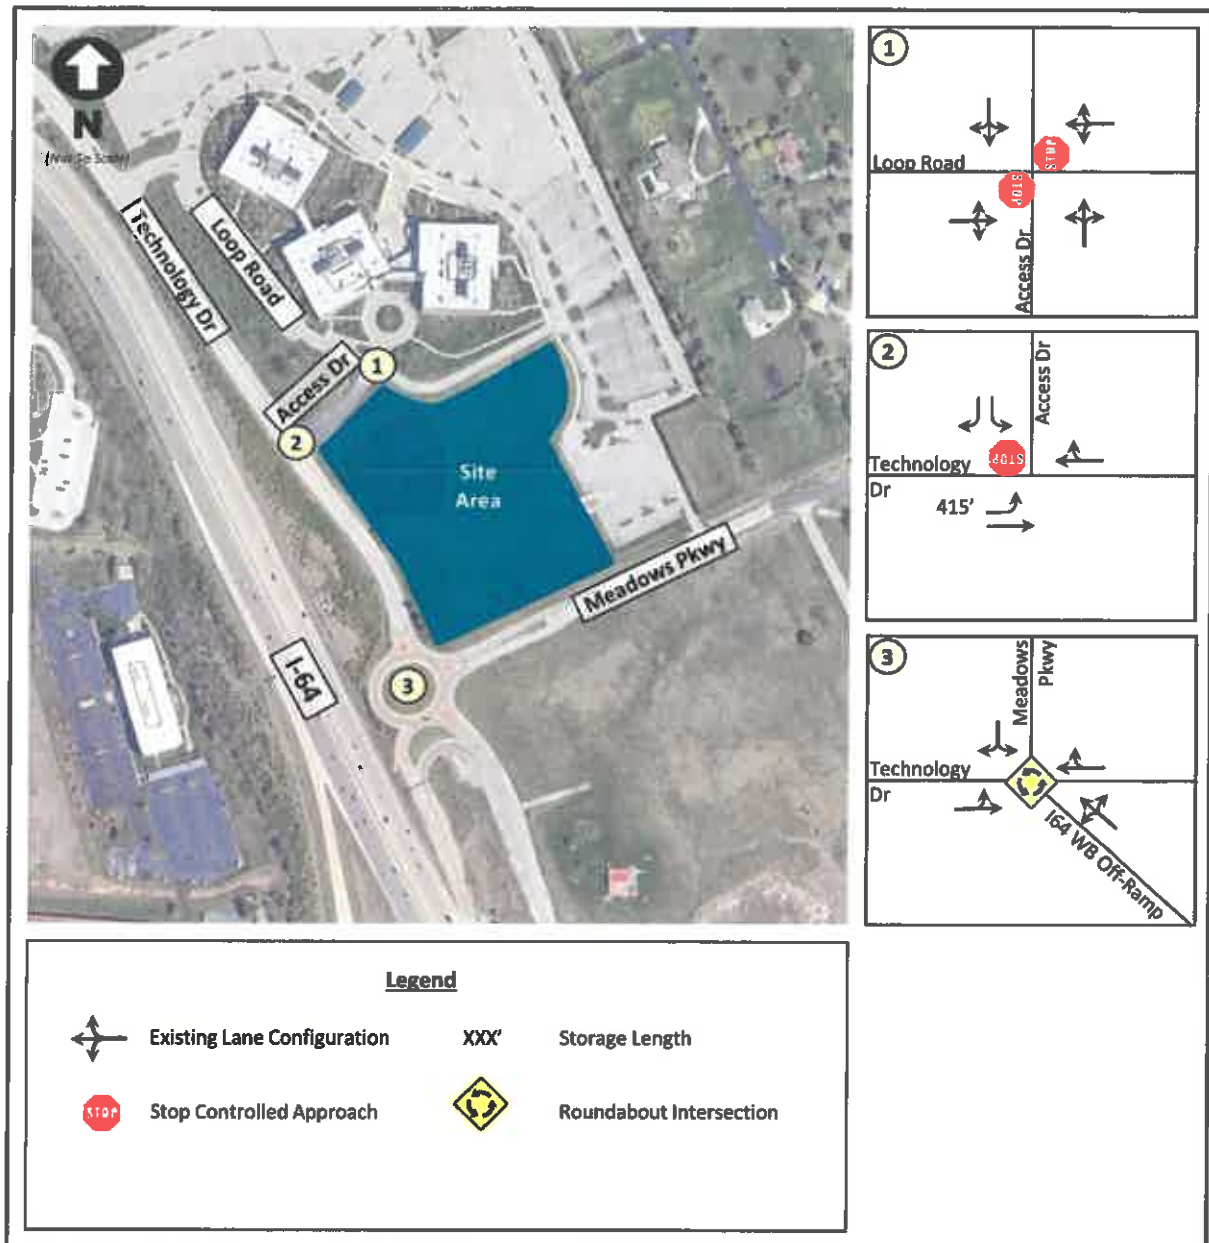 N
Technology Dr
Loop Road
Access Dr
1
2
Site
Area
Meadows Pkwy
I-64
3
1
Loop Road
STOP
STOP
Access Dr
2
Access Dr
Technology
Dr
STOP
415'
3
Meadows
Pkwy
Technology
Dr
I64 WB Off-Ramp
Legend
Existing Lane Configuration
XXX'
Storage Length
STOP
Stop Controlled Approach
Roundabout Intersection